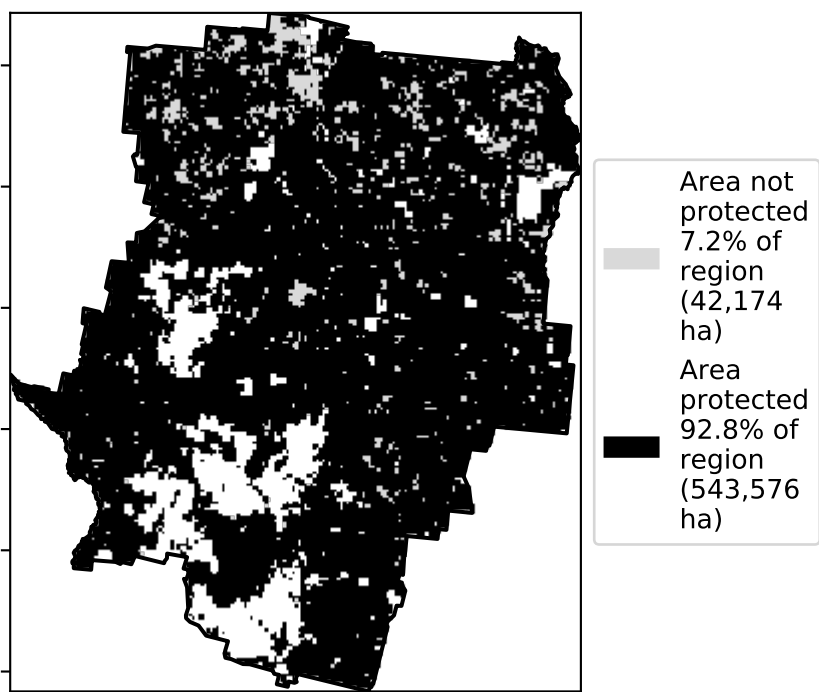 Area not
protected
7.2% of
region
(42,174
ha)
Area
protected
92.8% of
region
(543,576
ha)